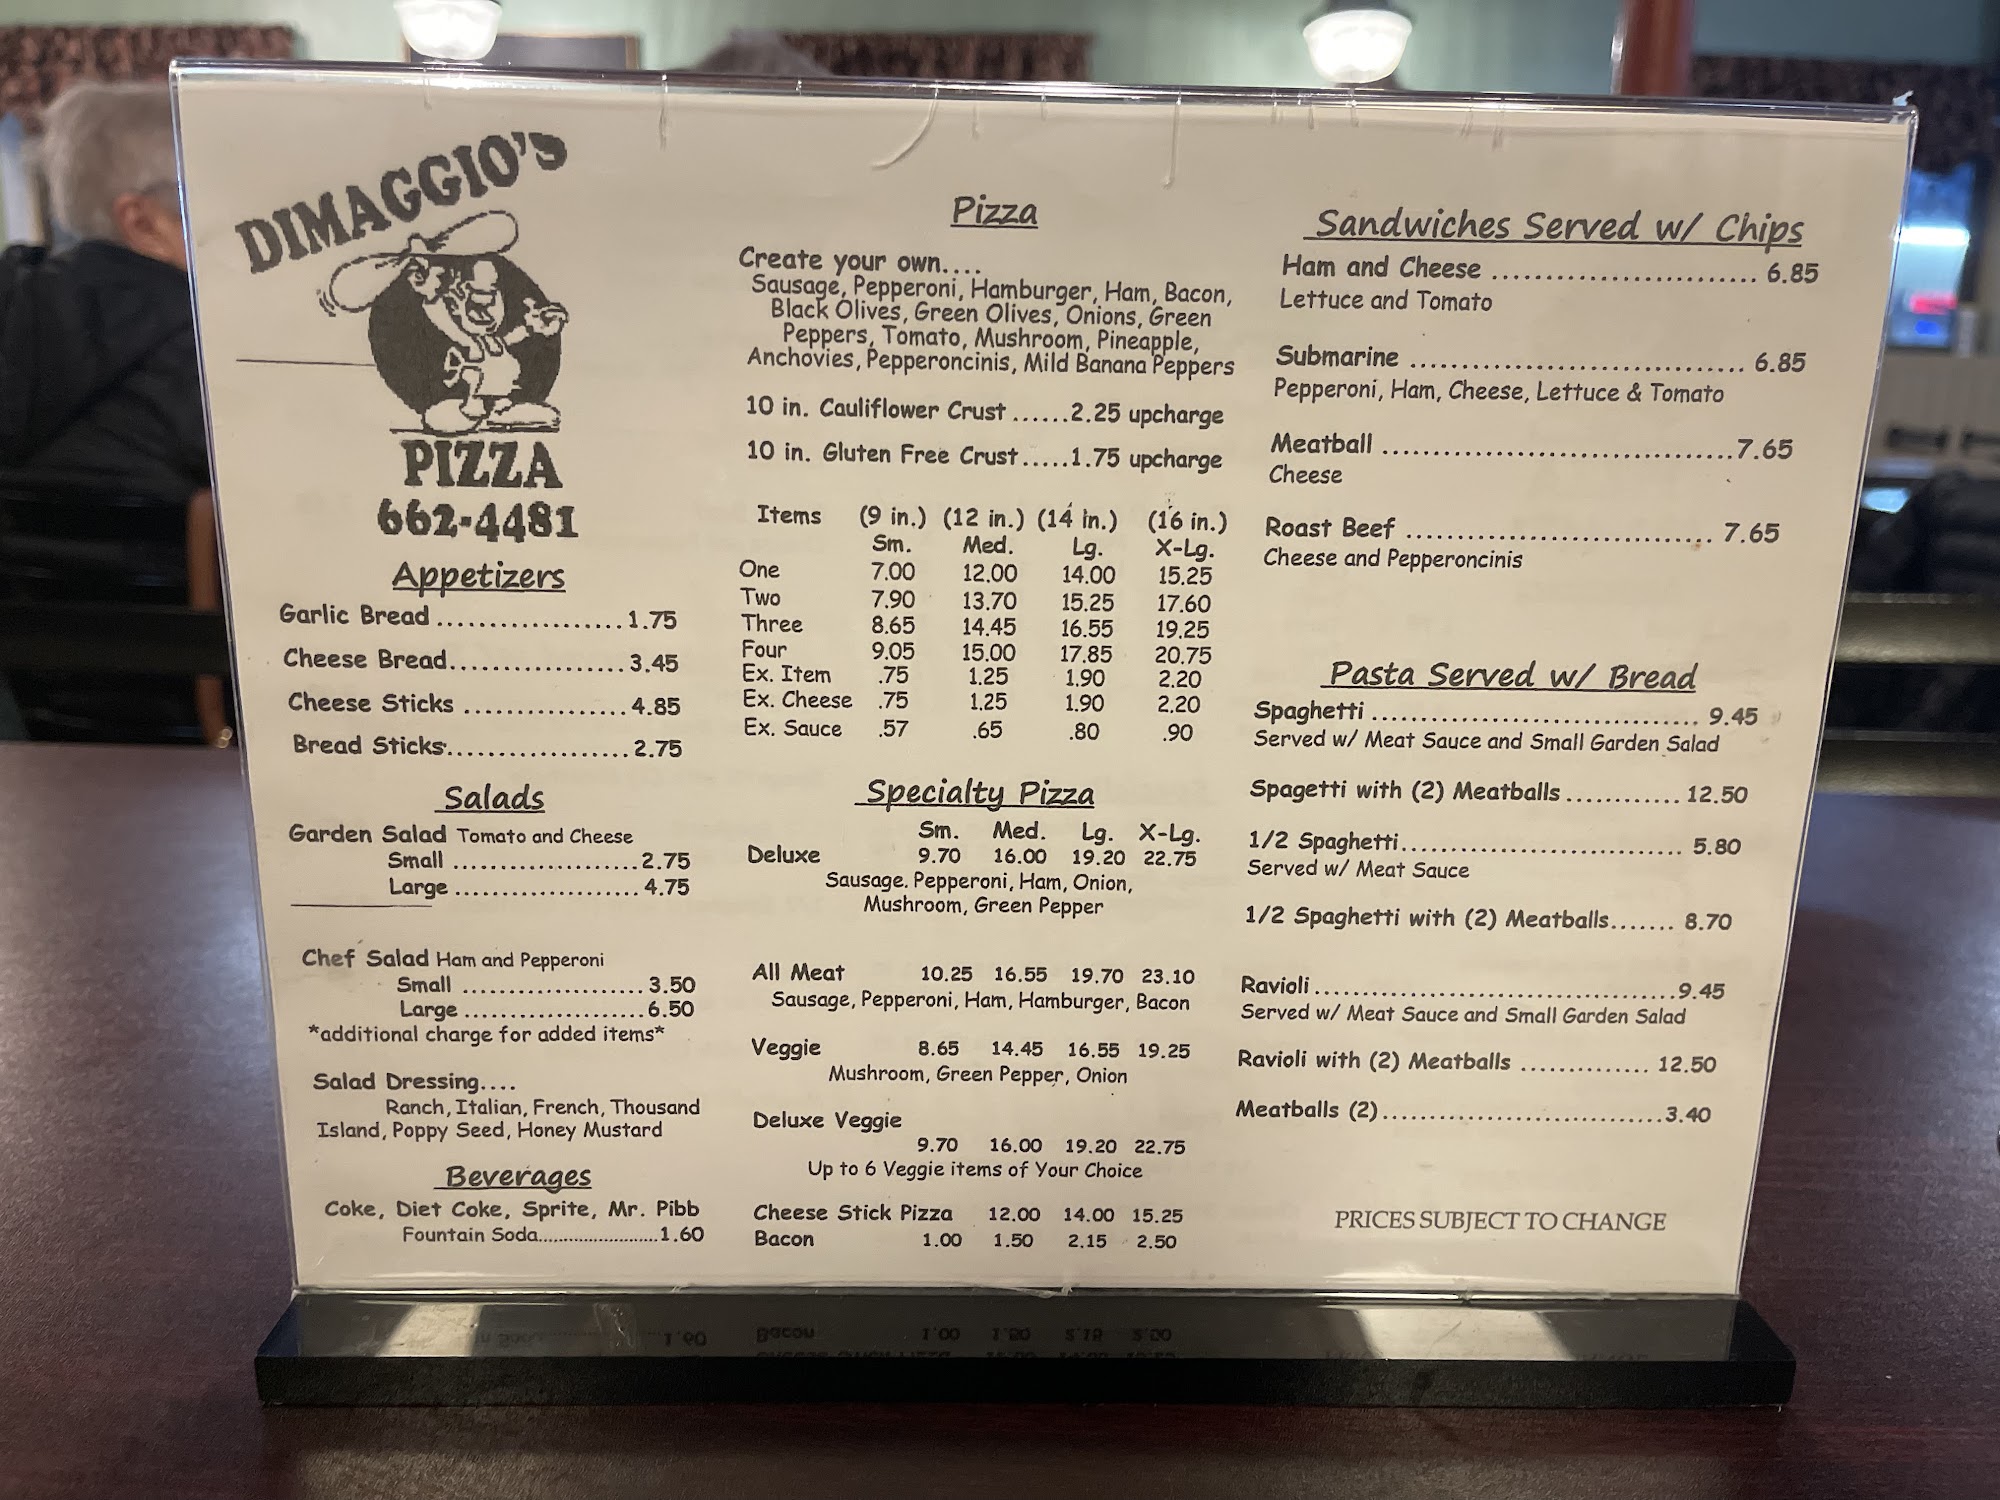 DIMAGGIO'S
PIZZA
662-4481
Appetizers
Garlic Bread ..................1.75
Cheese Bread.................3.45
Cheese Sticks ................4.85
Bread Sticks..................2.75
Salads
Garden Salad Tomato and Cheese
Small ..................2.75
Large ..................4.75
Chef Salad Ham and Pepperoni
Small ..................3.50
Large ..................6.50
*additional charge for added items*
Salad Dressing....
Ranch, Italian, French, Thousand
Island, Poppy Seed, Honey Mustard
Beverages
Coke, Diet Coke, Sprite, Mr. Pibb
Fountain Soda........................1.60
Pizza
Create your own....
Sausage, Pepperoni, Hamburger, Ham, Bacon,
Black Olives, Green Olives, Onions, Green
Peppers, Tomato, Mushroom, Pineapple,
Anchovies, Pepperoncinis, Mild Banana Peppers
10 in. Cauliflower Crust ......2.25 upcharge
10 in. Gluten Free Crust.....1.75 upcharge
Items (9 in.) (12 in.) (14 in.) (16 in.)
Sm. Med. Lg. X-Lg.
One 7.00 12.00 14.00 15.25
Two 7.90 13.70 15.25 17.60
Three 8.65 14.45 16.55 19.25
Four 9.05 15.00 17.85 20.75
Ex. Item .75 1.25 1.90 2.20
Ex. Cheese .75 1.25 1.90 2.20
Ex. Sauce .57 .65 .80 .90
Specialty Pizza
Sm. Med. Lg. X-Lg.
Deluxe 9.70 16.00 19.20 22.75
Sausage. Pepperoni, Ham, Onion,
Mushroom, Green Pepper
All Meat 10.25 16.55 19.70 23.10
Sausage, Pepperoni, Ham, Hamburger, Bacon
Veggie 8.65 14.45 16.55 19.25
Mushroom, Green Pepper, Onion
Deluxe Veggie
9.70 16.00 19.20 22.75
Up to 6 Veggie items of Your Choice
Cheese Stick Pizza 12.00 14.00 15.25
Bacon 1.00 1.50 2.15 2.50
Sandwiches Served w/ Chips
Ham and Cheese .......................... 6.85
Lettuce and Tomato
Submarine ................................. 6.85
Pepperoni, Ham, Cheese, Lettuce & Tomato
Meatball ..................................7.65
Cheese
Roast Beef .............................. 7.65
Cheese and Pepperoncinis
Pasta Served w/ Bread
Spaghetti ................................ 9.45
Served w/ Meat Sauce and Small Garden Salad
Spagetti with (2) Meatballs ............ 12.50
1/2 Spaghetti............................. 5.80
Served w/ Meat Sauce
1/2 Spaghetti with (2) Meatballs....... 8.70
Ravioli.....................................9.45
Served w/ Meat Sauce and Small Garden Salad
Ravioli with (2) Meatballs .............. 12.50
Meatballs (2).............................3.40
PRICES SUBJECT TO CHANGE